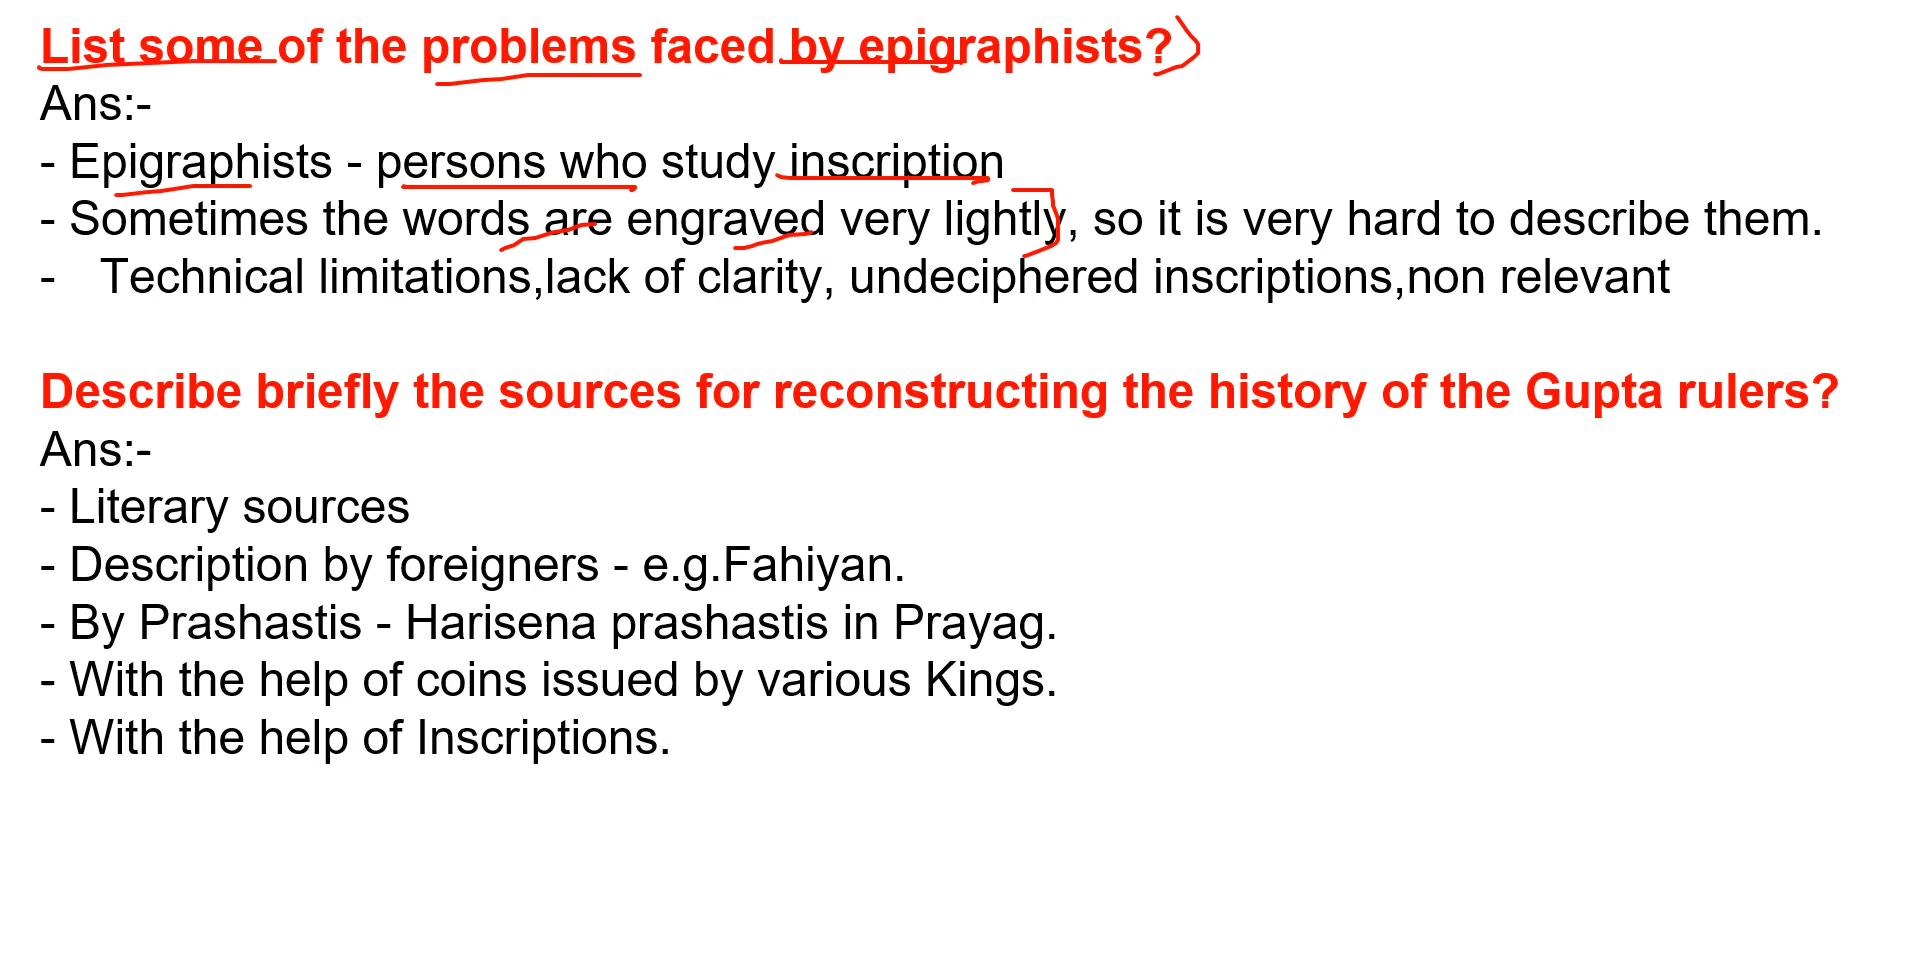 List some of the problems faced by epigraphists?
Ans:-
- Epigraphists - persons who study inscription
- Sometimes the words are engraved very lightly, so it is very hard to describe them.
- Technical limitations,lack of clarity, undeciphered inscriptions,non relevant
Describe briefly the sources for reconstructing the history of the Gupta rulers?
Ans:-
- Literary sources
- Description by foreigners - e.g.Fahiyan.
- By Prashastis - Harisena prashastis in Prayag.
- With the help of coins issued by various Kings.
- With the help of Inscriptions.